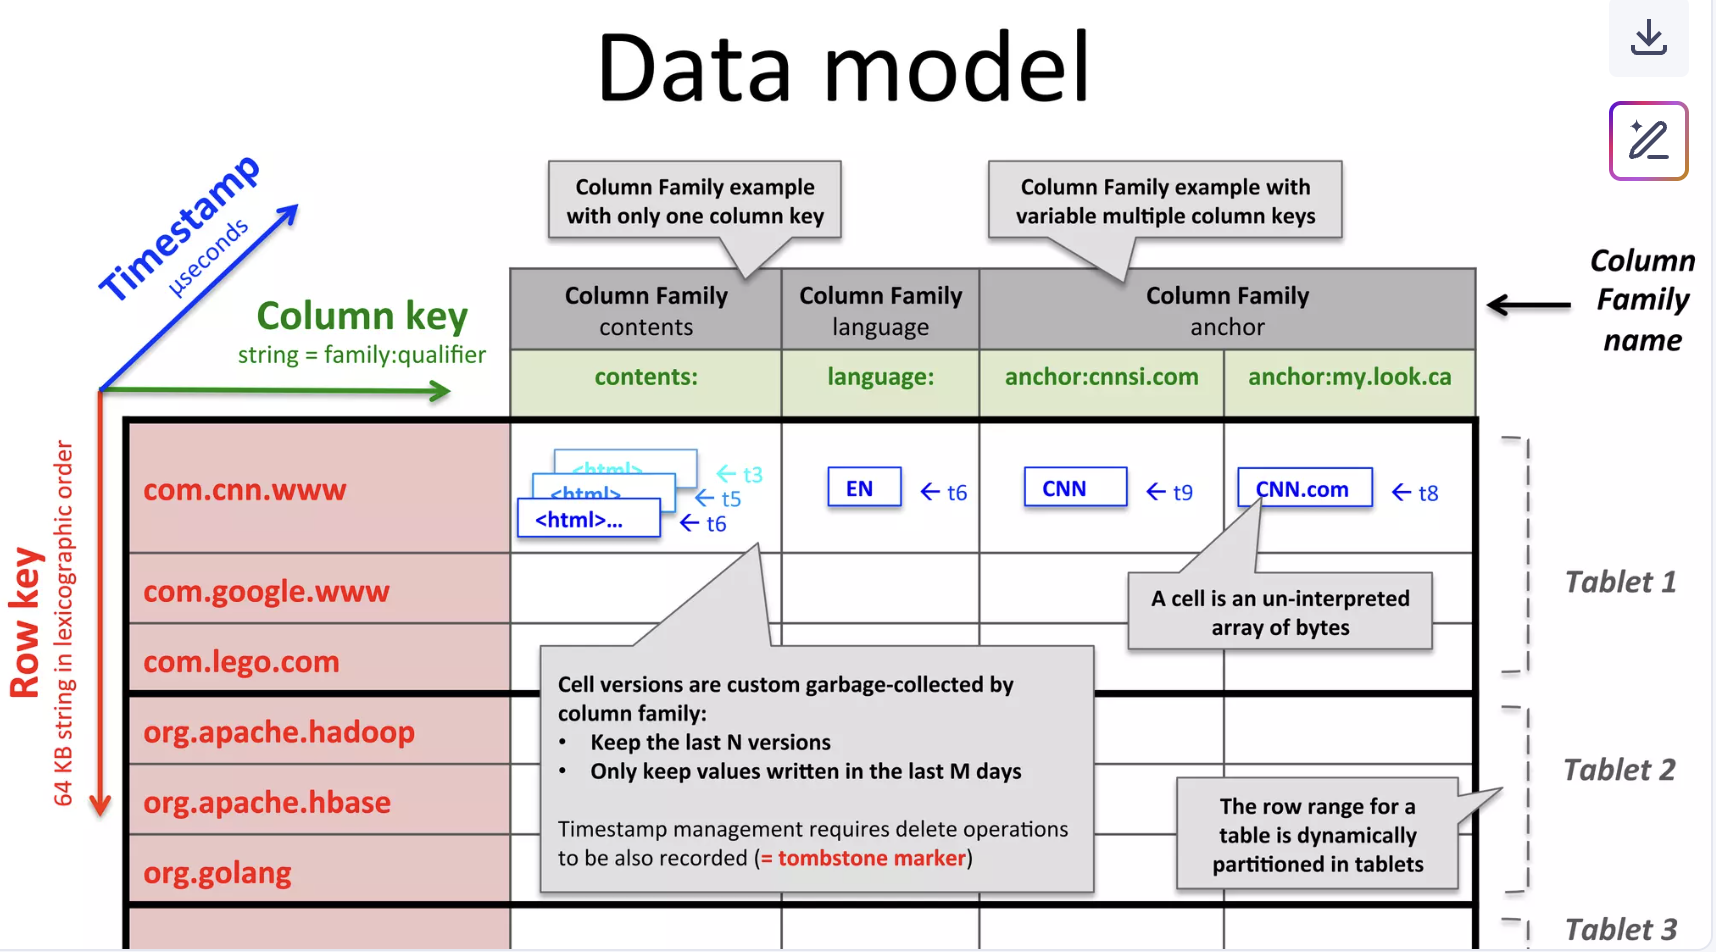 Data model
Timestamp
μseconds
Column key
string = family:qualifier
Row key
64 KB string in lexicographic order
Column Family example
with only one column key
Column Family example with
variable multiple column keys
Column
Family
name
Column Family
contents
Column Family
language
Column Family
anchor
contents:
language:
anchor:cnnsi.com
anchor:my.look.ca
com.cnn.www
<html>
← t3
<html>
← t5
<html>...
← t6
EN
← t6
CNN
← t9
CNN.com
← t8
com.google.www
com.lego.com
org.apache.hadoop
org.apache.hbase
org.golang
A cell is an un-interpreted
array of bytes
Cell versions are custom garbage-collected by
column family:
• Keep the last N versions
• Only keep values written in the last M days
Timestamp management requires delete operations
to be also recorded (= tombstone marker)
The row range for a
table is dynamically
partitioned in tablets
Tablet 1
Tablet 2
Tablet 3